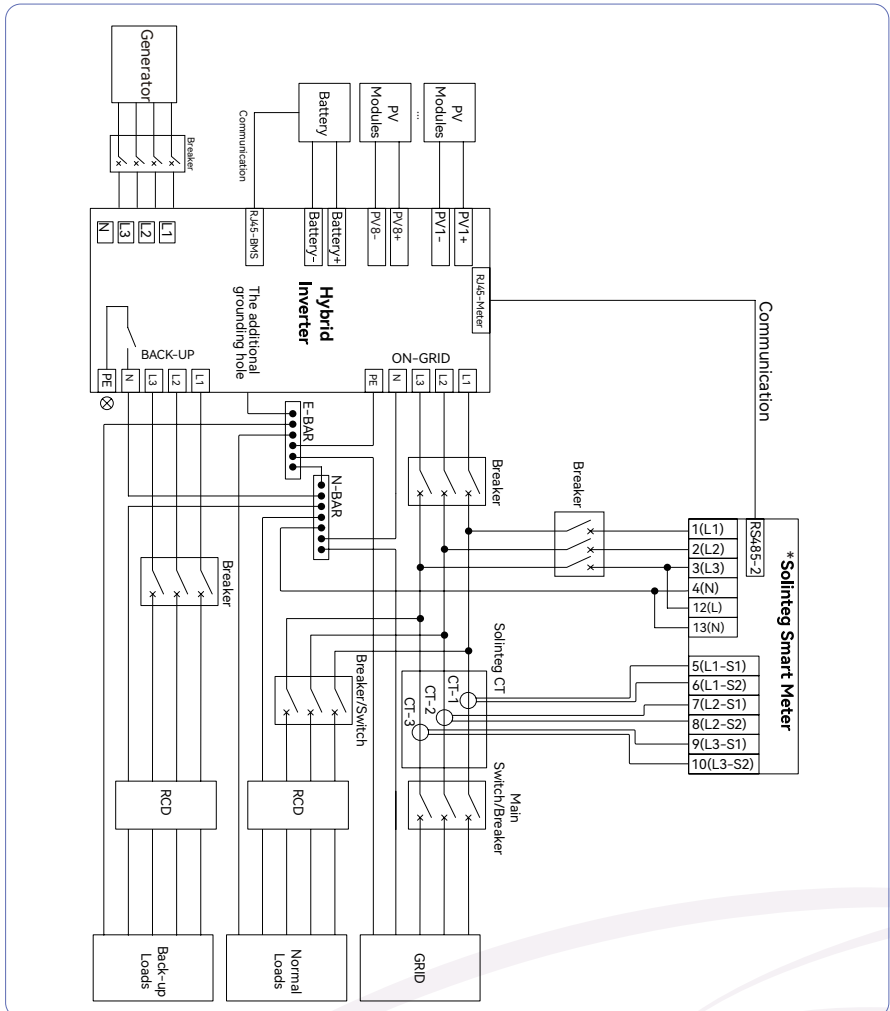 Generator
Breaker
Communication
Battery
PV
Modules
...
PV
Modules
N
L3
L2
L1
RJ45-BMS
Battery-
Battery+
PV8-
PV8+
PV1-
PV1+
RJ45-Meter
Hybrid
Inverter
The additional
grounding hole
BACK-UP
ON-GRID
PE
N
L3
L2
L1
PE
N
L3
L2
L1
E-BAR
N-BAR
Breaker
Breaker
Communication
RS485-2
*Solinteg Smart Meter
1(L1)
2(L2)
3(L3)
4(N)
12(L)
13(N)
5(L1-S1)
6(L1-S2)
7(L2-S1)
8(L2-S2)
9(L3-S1)
10(L3-S2)
Breaker
Breaker/Switch
Solinteg CT
CT-1
CT-2
CT-3
Main
Switch/Breaker
RCD
RCD
Back-up
Loads
Normal
Loads
GRID